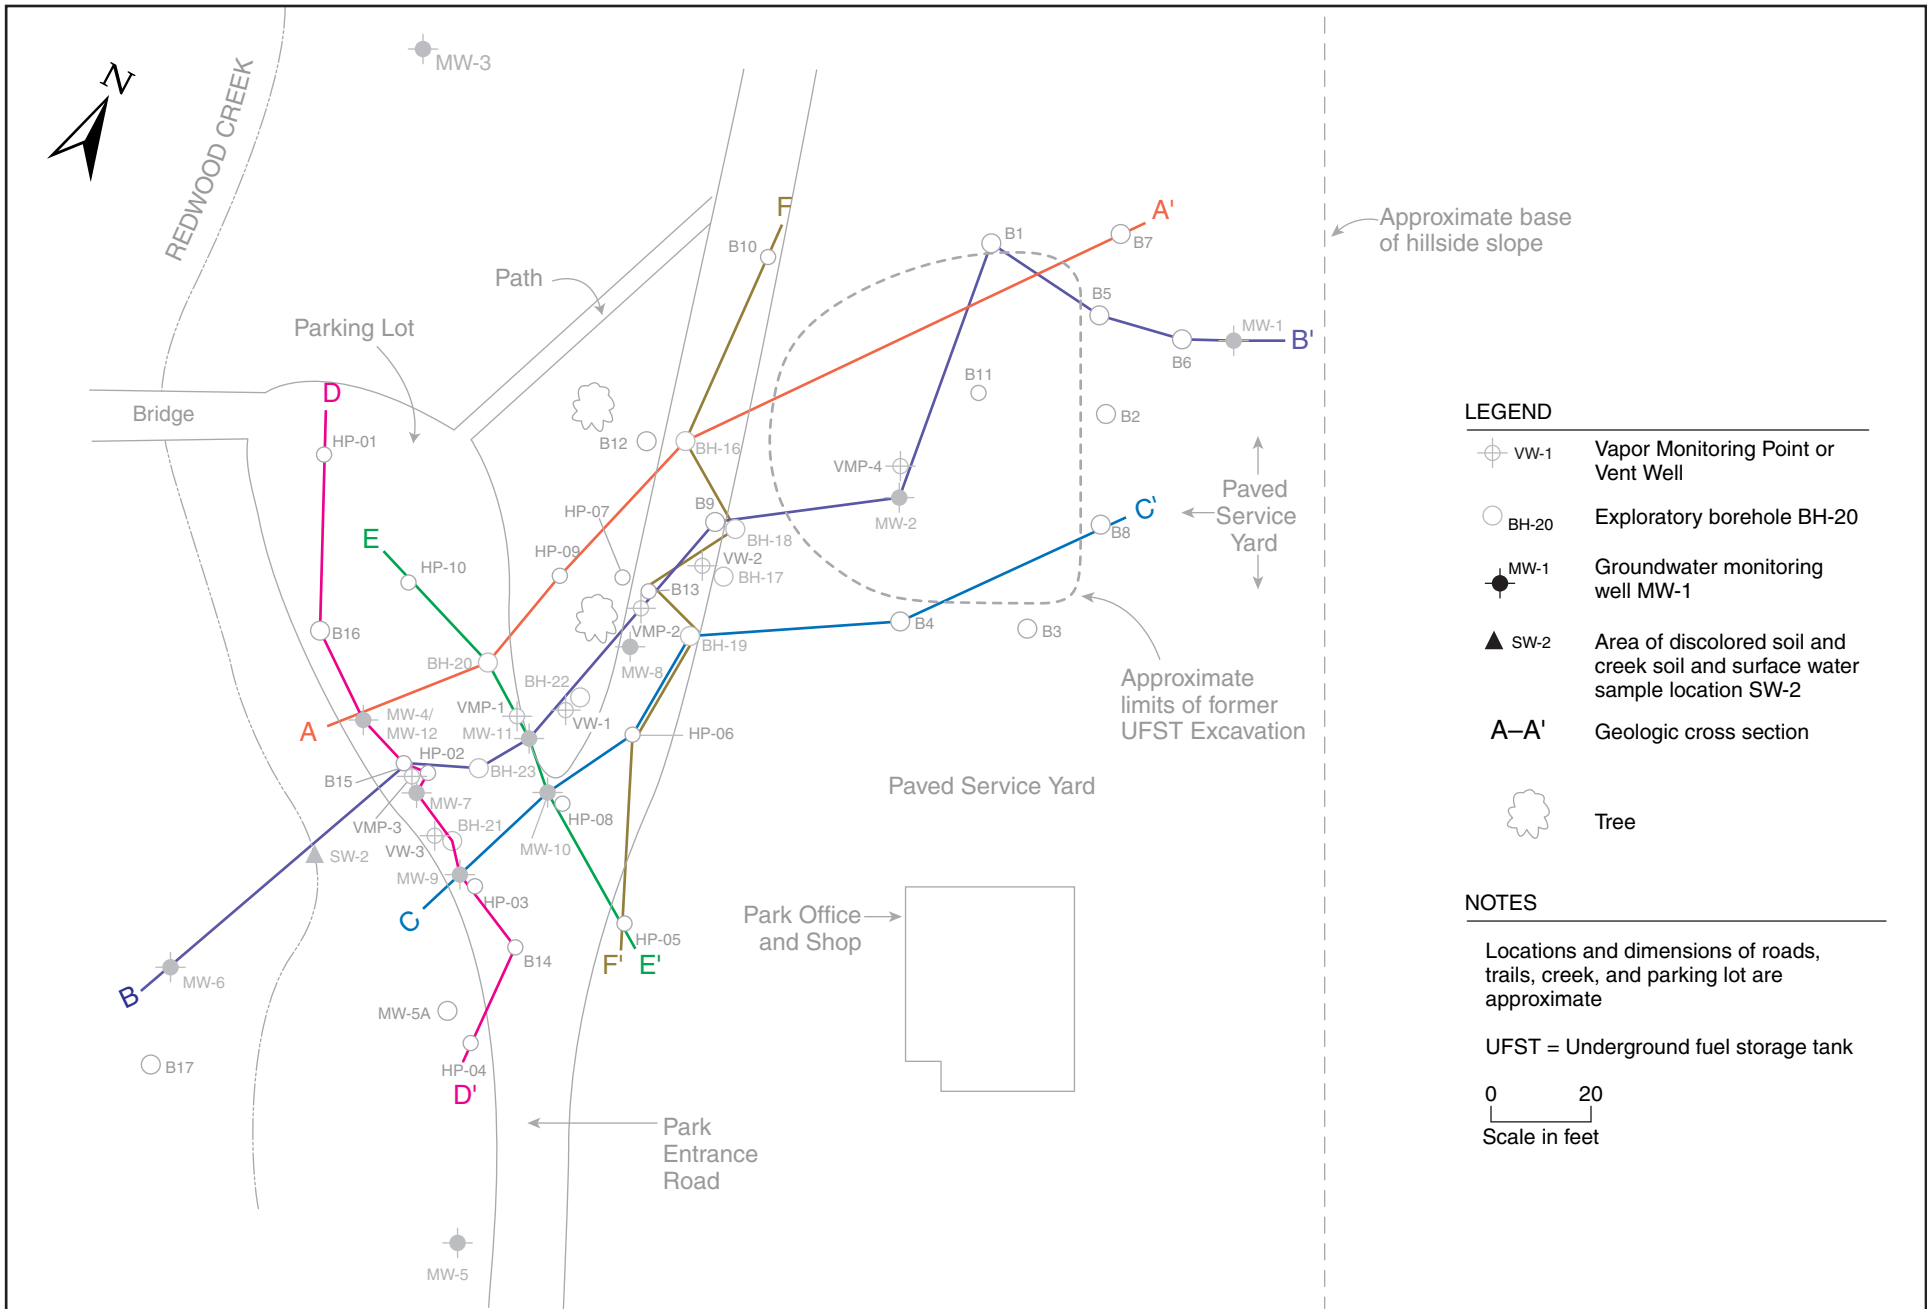 N
REDWOOD CREEK
MW-3
F
A'
B10
B1
B7
Approximate base
of hillside slope
Path
B5
MW-1
B'
B6
Parking Lot
D
Bridge
HP-01
B11
B2
B12
BH-16
VMP-4
MW-2
C'
B8
Paved
Service
Yard
HP-07
B9
BH-18
E
HP-09
VW-2
BH-17
HP-10
B13
B16
VMP-2
BH-19
B4
B3
BH-20
MW-8
BH-22
Approximate
limits of former
UFST Excavation
A
MW-4/
MW-12
VMP-1
MW-11
VW-1
HP-06
HP-02
BH-23
B15
MW-7
VMP-3
BH-21
VW-3
HP-08
MW-10
Paved Service Yard
SW-2
MW-9
C
HP-03
Park Office
and Shop
HP-05
F'
E'
B14
B
MW-6
MW-5A
B17
HP-04
D'
Park
Entrance
Road
MW-5
LEGEND
VW-1
Vapor Monitoring Point or
Vent Well
BH-20
Exploratory borehole BH-20
MW-1
Groundwater monitoring
well MW-1
SW-2
Area of discolored soil and
creek soil and surface water
sample location SW-2
A–A'
Geologic cross section
Tree
NOTES
Locations and dimensions of roads,
trails, creek, and parking lot are
approximate
UFST = Underground fuel storage tank
0 20
Scale in feet